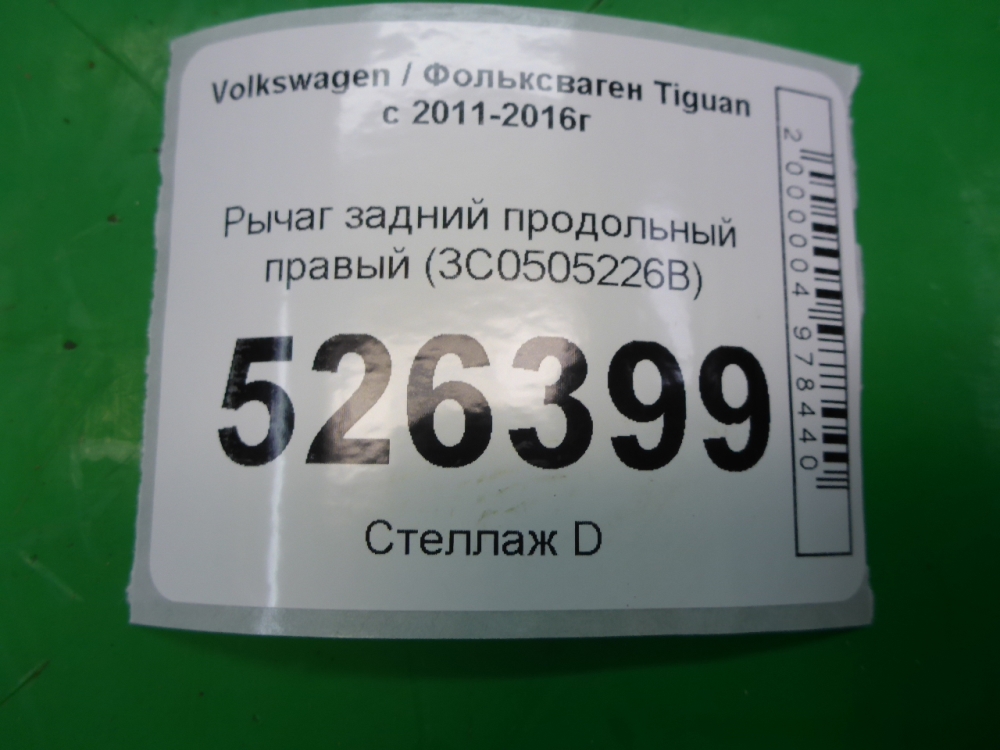 Volkswagen / Фольксваген Tiguan
с 2011-2016г
Рычаг задний продольный
правый (3C0505226B)
526399
Стеллаж D
2000004978440